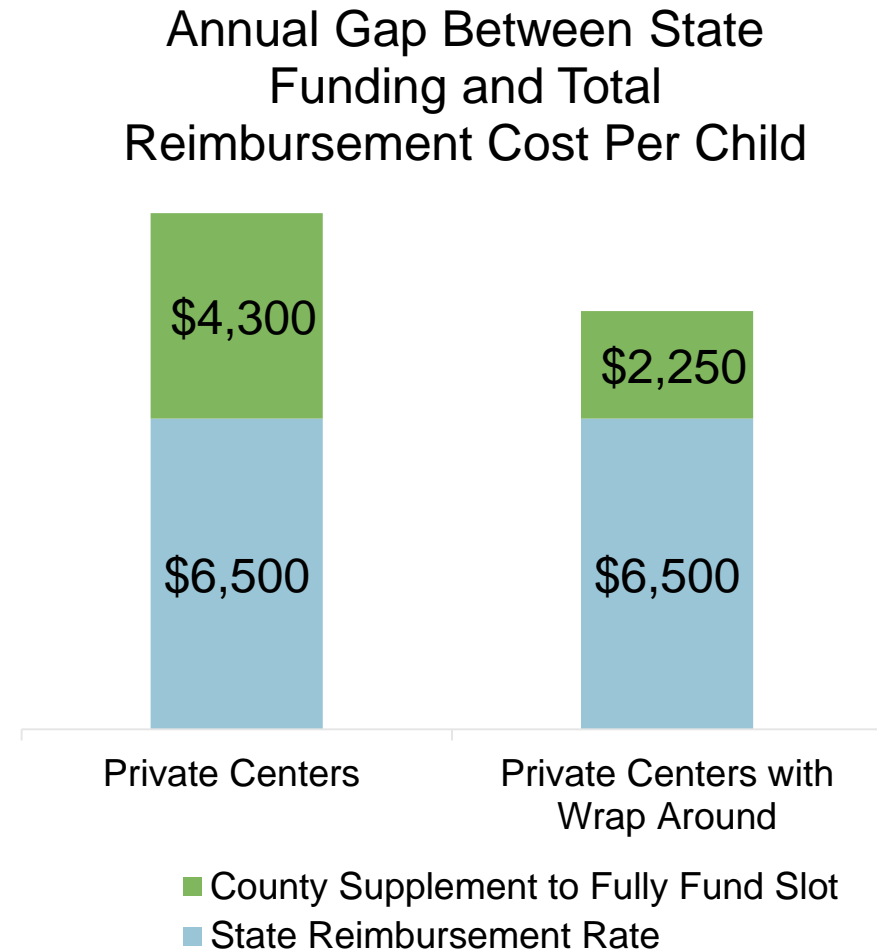 Annual Gap Between State
Funding and Total
Reimbursement Cost Per Child
$4,300
$2,250
$6,500
$6,500
Private Centers
Private Centers with
Wrap Around
County Supplement to Fully Fund Slot
State Reimbursement Rate